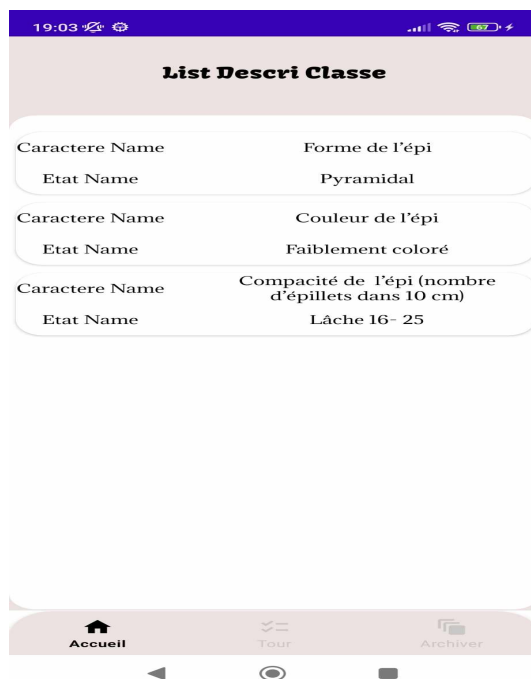 19:03
67
List Descri Classe
Caractere Name Forme de l'épi
Etat Name Pyramidal
Caractere Name Couleur de l'épi
Etat Name Faiblement coloré
Caractere Name Compacité de l'épi (nombre d'épillets dans 10 cm)
Etat Name Lâche 16- 25
Accueil Tour Archiver